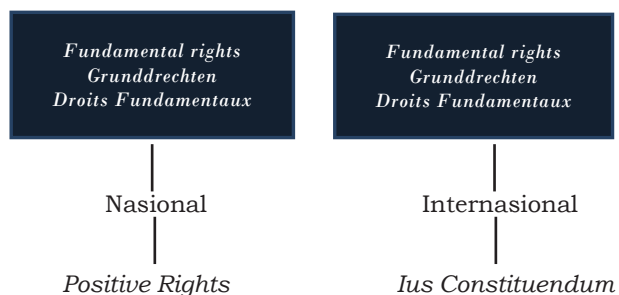 Fundamental rights
Grunddrechten
Droits Fundamentaux
Nasional
Positive Rights
Fundamental rights
Grunddrechten
Droits Fundamentaux
Internasional
Ius Constituendum